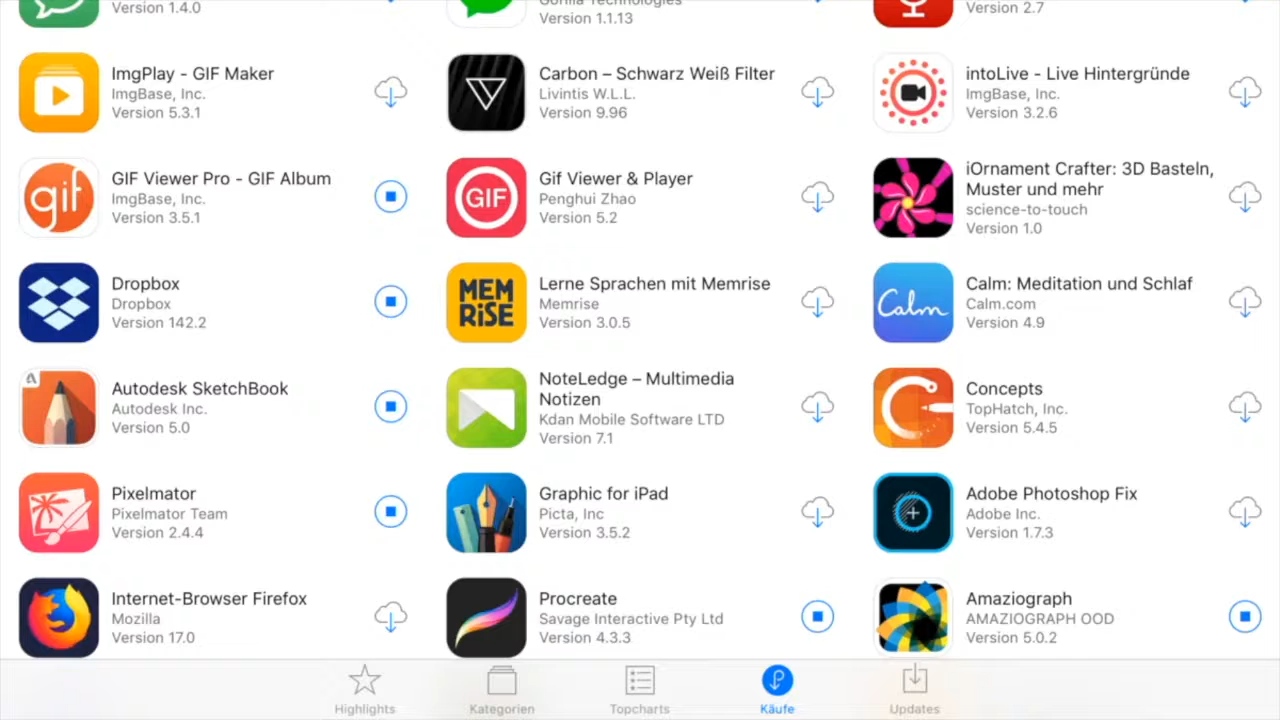 Version 1.4.0
Gorilla Technologies
Version 1.1.13
Version 2.7
ImgPlay - GIF Maker
ImgBase, Inc.
Version 5.3.1
Carbon – Schwarz Weiß Filter
Livintis W.L.L.
Version 9.96
intoLive - Live Hintergründe
ImgBase, Inc.
Version 3.2.6
gif
GIF Viewer Pro - GIF Album
ImgBase, Inc.
Version 3.5.1
GIF
Gif Viewer & Player
Penghui Zhao
Version 5.2
iOrnament Crafter: 3D Basteln,
Muster und mehr
science-to-touch
Version 1.0
Dropbox
Dropbox
Version 142.2
MEM
RiSE
Lerne Sprachen mit Memrise
Memrise
Version 3.0.5
Calm
Calm: Meditation und Schlaf
Calm.com
Version 4.9
Autodesk SketchBook
Autodesk Inc.
Version 5.0
NoteLedge – Multimedia
Notizen
Kdan Mobile Software LTD
Version 7.1
Concepts
TopHatch, Inc.
Version 5.4.5
Pixelmator
Pixelmator Team
Version 2.4.4
Graphic for iPad
Picta, Inc
Version 3.5.2
Adobe Photoshop Fix
Adobe Inc.
Version 1.7.3
Internet-Browser Firefox
Mozilla
Version 17.0
Procreate
Savage Interactive Pty Ltd
Version 4.3.3
Amaziograph
AMAZIOGRAPH OOD
Version 5.0.2
Highlights
Kategorien
Topcharts
Käufe
Updates